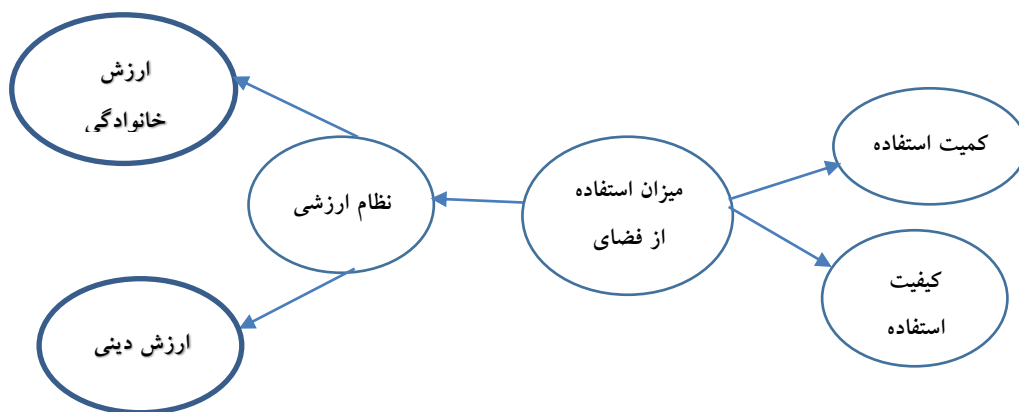 کمیت استفاده
کیفیت
استفاده
میزان استفاده
از فضای
نظام ارزشی
ارزش
خانوادگی
ارزش دینی